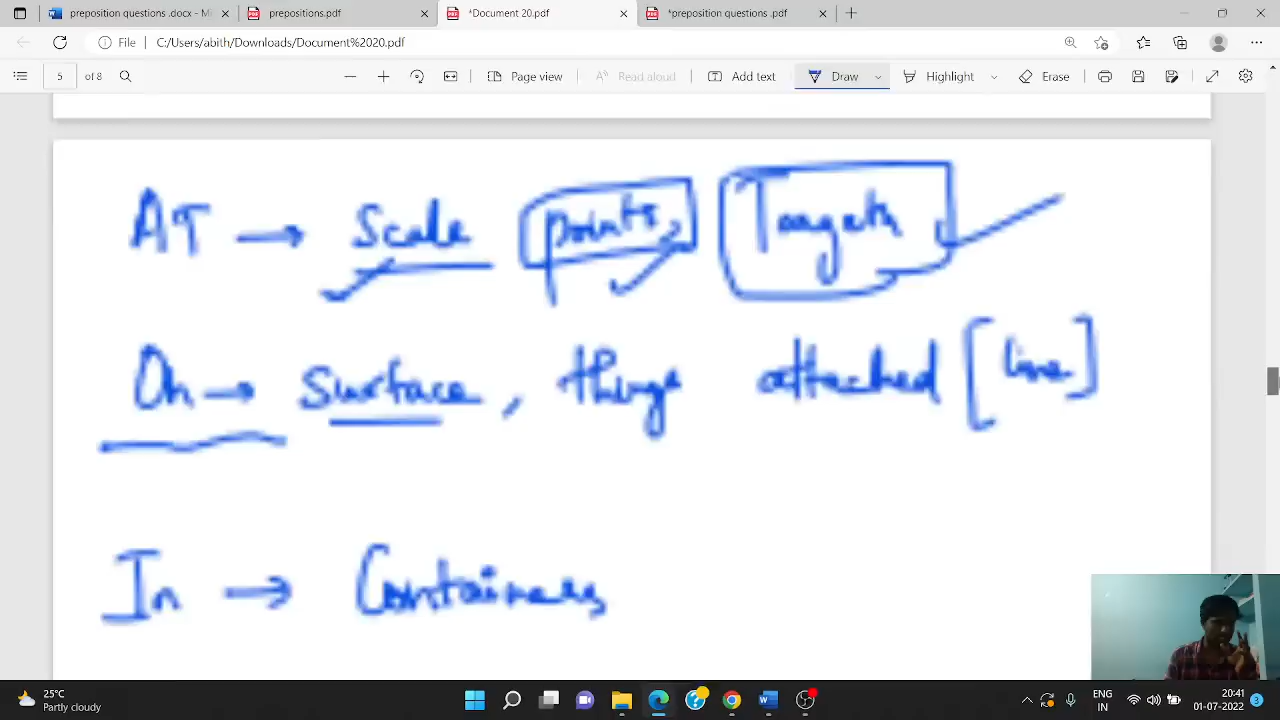 preposition questions .docx - Mi
prepositions.pdf
*Document 20.pdf
*preposition questions .pdf
File
C:/Users/abith/Downloads/Document%2020.pdf
5
of 8
Page view
Read aloud
Add text
Draw
Highlight
Erase
AT → Scale points, Targets
On → Surface, things attached [line]
In → Containers
25°C
Partly cloudy
ENG
IN
20:41
01-07-2022
3